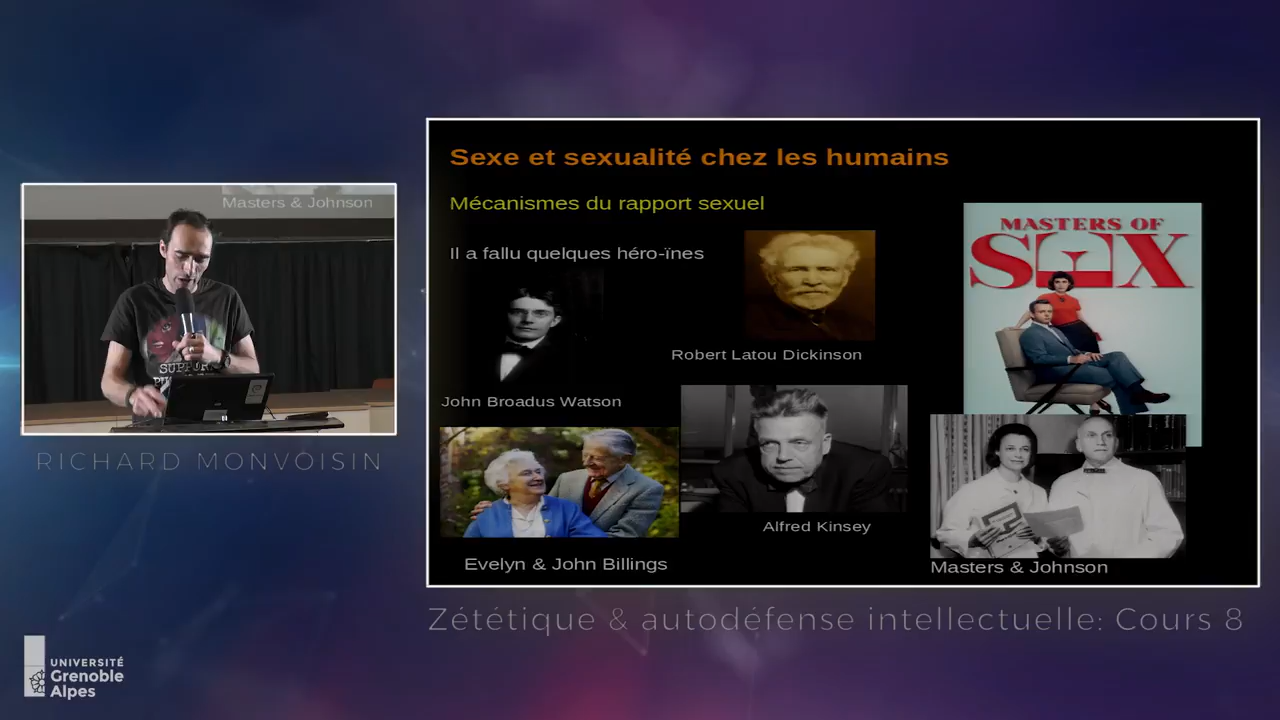 Masters & Johnson
SUPPOR
RICHARD MONVOISIN
UNIVERSITÉ
Grenoble
Alpes
Sexe et sexualité chez les humains
Mécanismes du rapport sexuel
Il a fallu quelques héro-ïnes
MASTERS OF
SEX
Robert Latou Dickinson
John Broadus Watson
Alfred Kinsey
Evelyn & John Billings
Masters & Johnson
Zététique & autodéfense intellectuelle: Cours 8